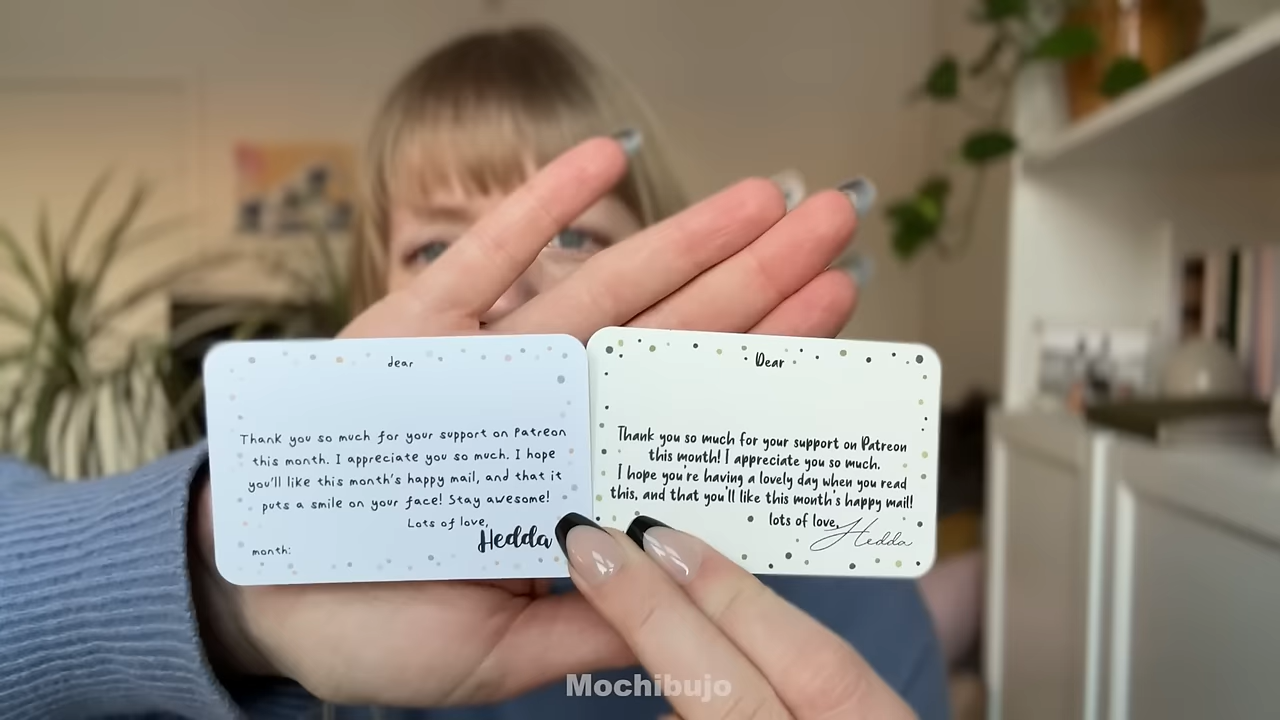 dear
Thank you so much for your support on Patreon
this month. I appreciate you so much. I hope
you'll like this month's happy mail, and that it
puts a smile on your face! Stay awesome!
Lots of love,
Hedda
month:
Dear
Thank you so much for your support on Patreon
this month! I appreciate you so much.
I hope you're having a lovely day when you read
this, and that you'll like this month's happy mail!
lots of love,
Hedda
Mochibujo